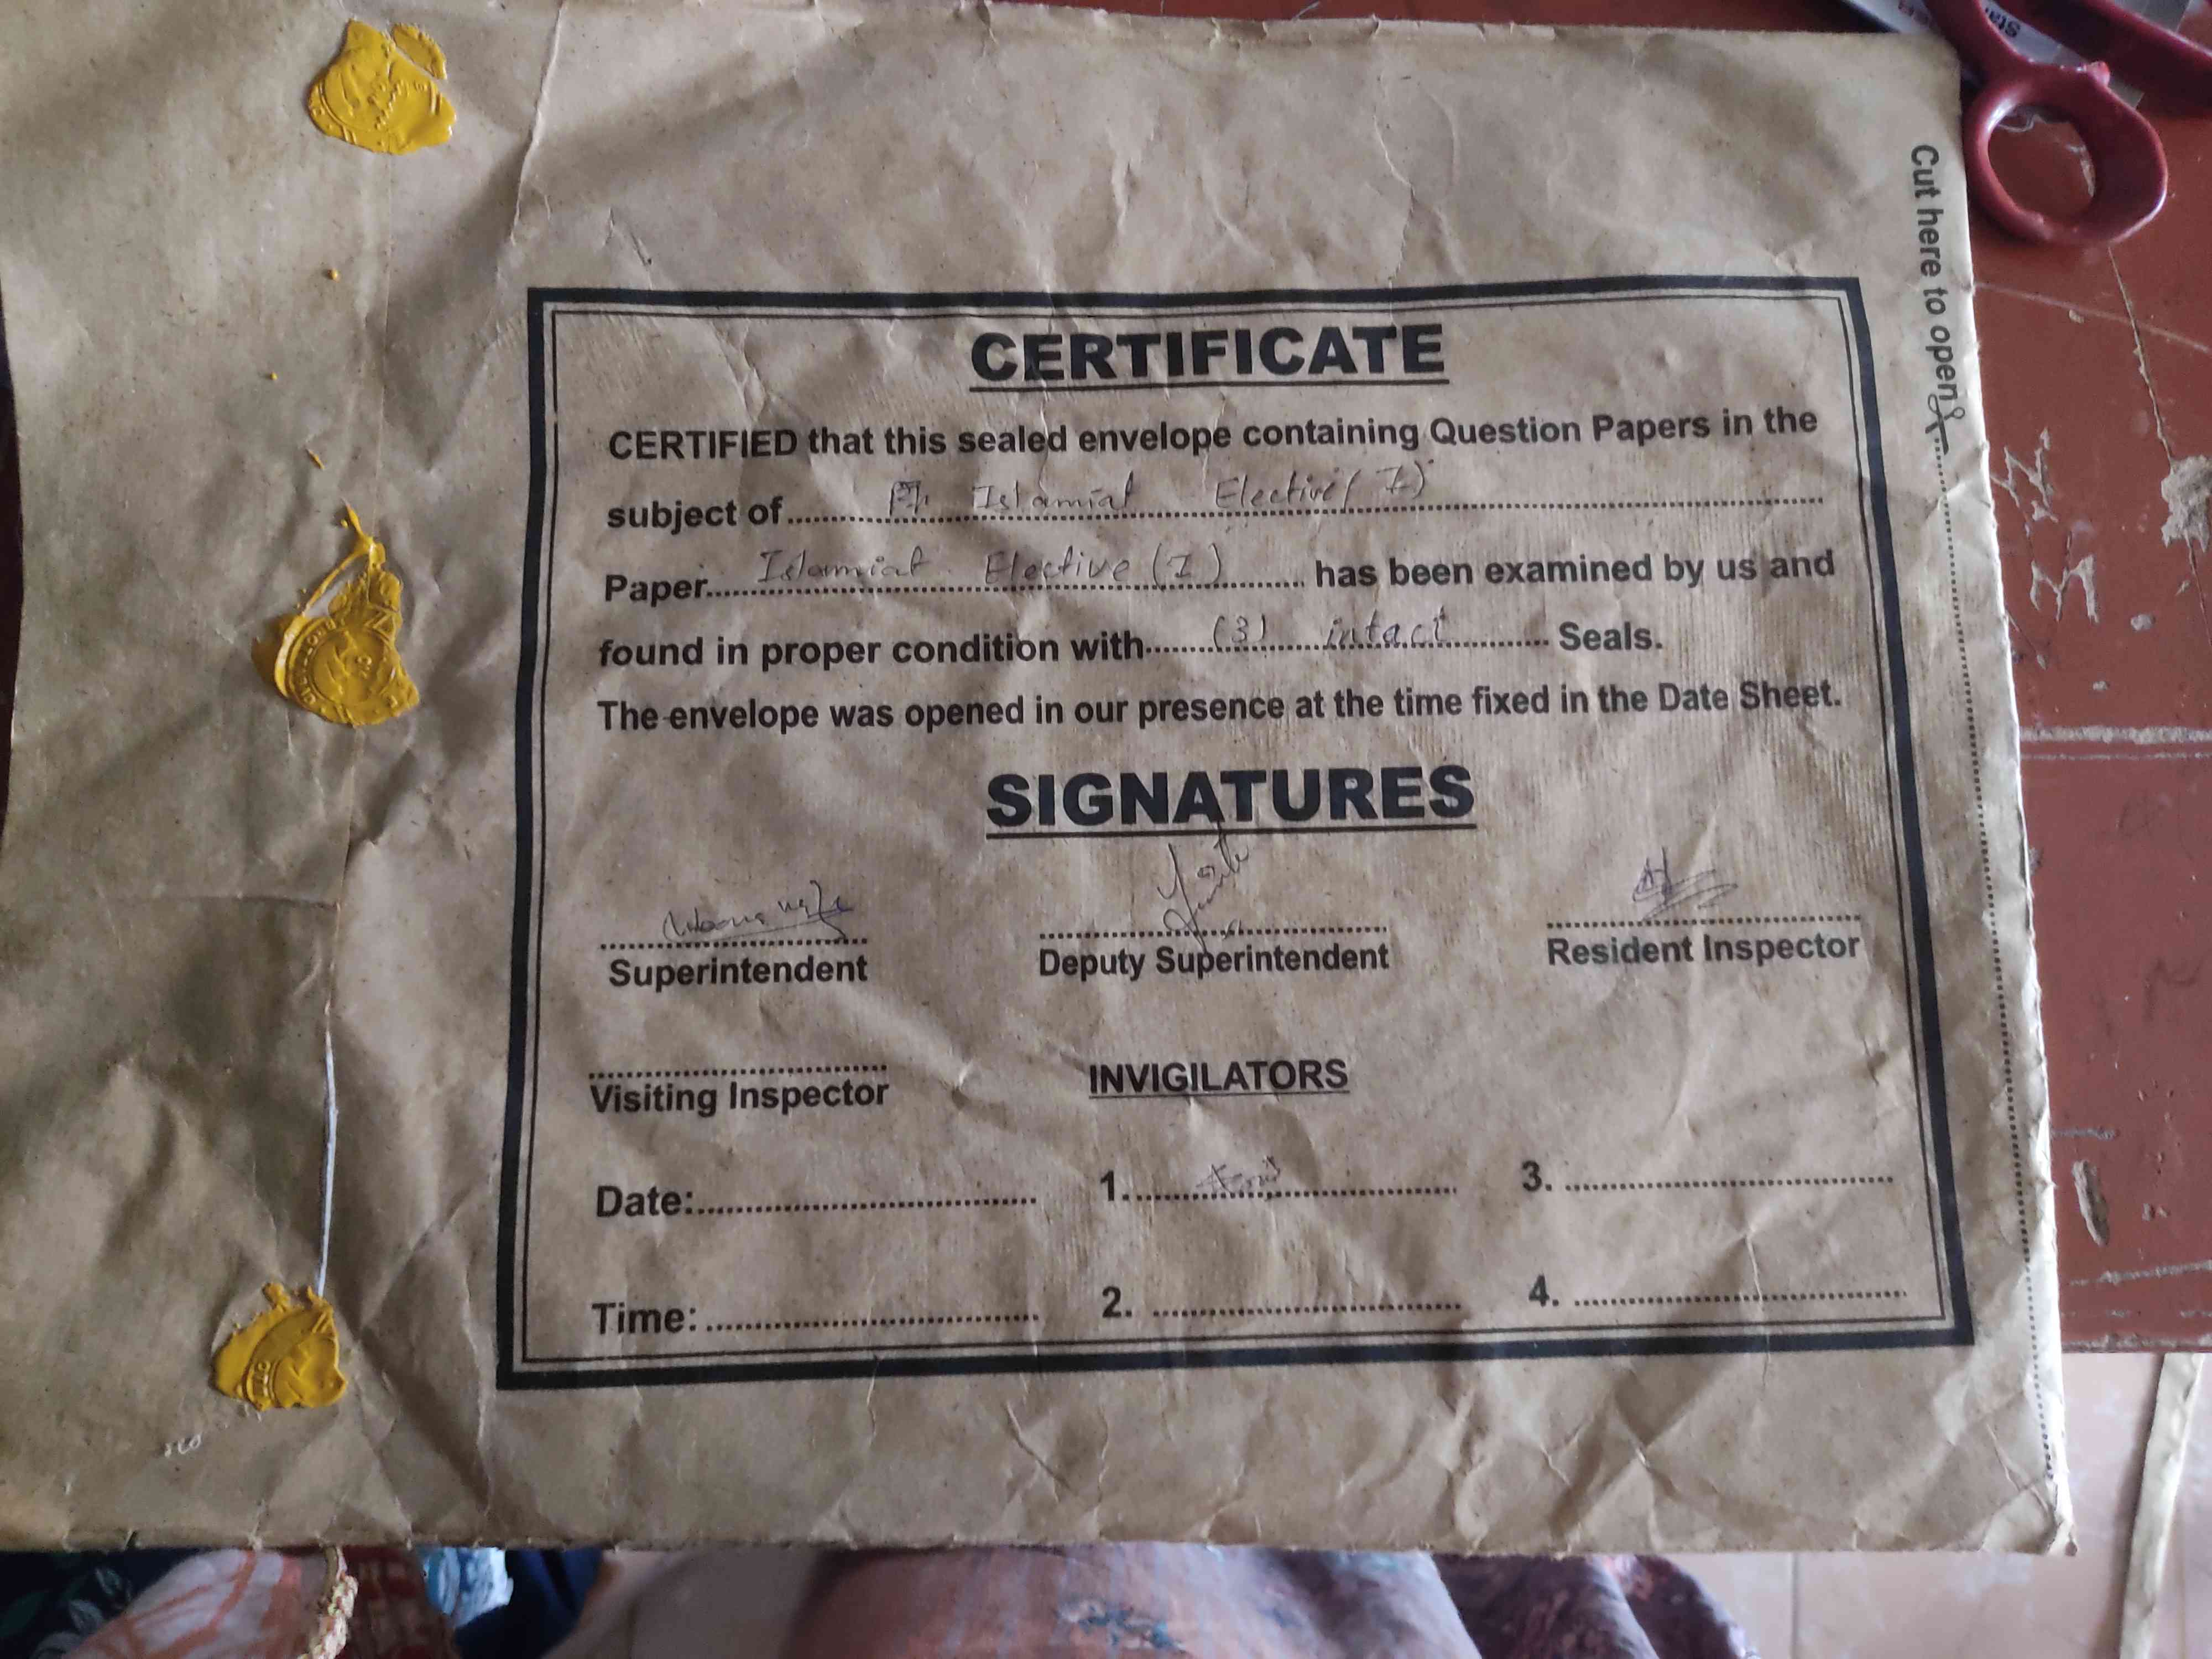 Cut here to open
CERTIFICATE
CERTIFIED that this sealed envelope containing Question Papers in the
subject of.......... Islamiat Elective (I)..........
Paper.......... Islamiat Elective (I).......... has been examined by us and
found in proper condition with.......... (3) intact.......... Seals.
The envelope was opened in our presence at the time fixed in the Date Sheet.
SIGNATURES
Superintendent Deputy Superintendent Resident Inspector
Visiting Inspector INVIGILATORS
Date:.......... 1........... 3. ..........
Time: .......... 2. .......... 4. ..........